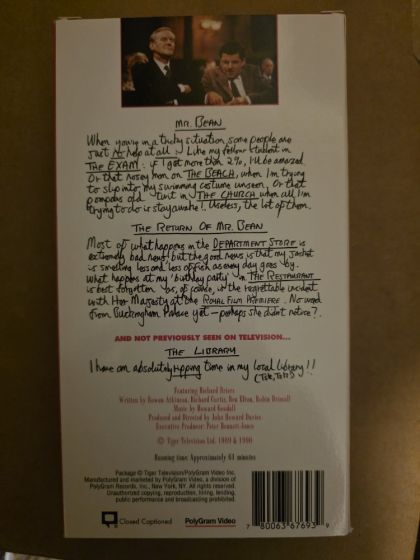 MR. BEAN
When you're in a tricky situation, some people are
just no help at all. Like my fellow student in
THE EXAM: if I got more than 2%, I'll be amazed.
Or that nosey man on THE BEACH, when I'm trying
to slip into my swimming costume unseen. Or that
pompous old twit in THE CHURCH when all I'm
trying to do is stay awake!. Useless, the lot of them.
THE RETURN OF MR. BEAN
Most of what happens in the DEPARTMENT STORE is
extremely bad news, but the good news is that my jacket
is smelling less and less of fish as every day goes by.
What happens at my 'birthday party' in THE RESTAURANT
is best forgotten. As, of course, is the regrettable incident
with Her Majesty at the ROYAL FILM PREMIERE. No word
from Buckingham Palace yet - perhaps she didn't notice?.
AND NOT PREVIOUSLY SEEN ON TELEVISION...
THE LIBRARY
I have an absolutely ripping time in my local library!!
(Tee, Hee)
Featuring Richard Briers
Written by Rowan Atkinson, Richard Curtis, Ben Elton, Robin Driscoll
Music by Howard Goodall
Produced and Directed by John Howard Davies
Executive Producer: Peter Bennett-Jones
© Tiger Television Ltd. 1989 & 1990
Running time: Approximately 61 minutes
Package © Tiger Television/PolyGram Video Inc.
Manufactured and marketed by PolyGram Video, a division of
PolyGram Records, Inc., New York, NY. All rights reserved.
Unauthorized copying, reproduction, hiring, lending,
public performance and broadcasting prohibited.
Closed Captioned
PolyGram Video
7 80063 67693 9